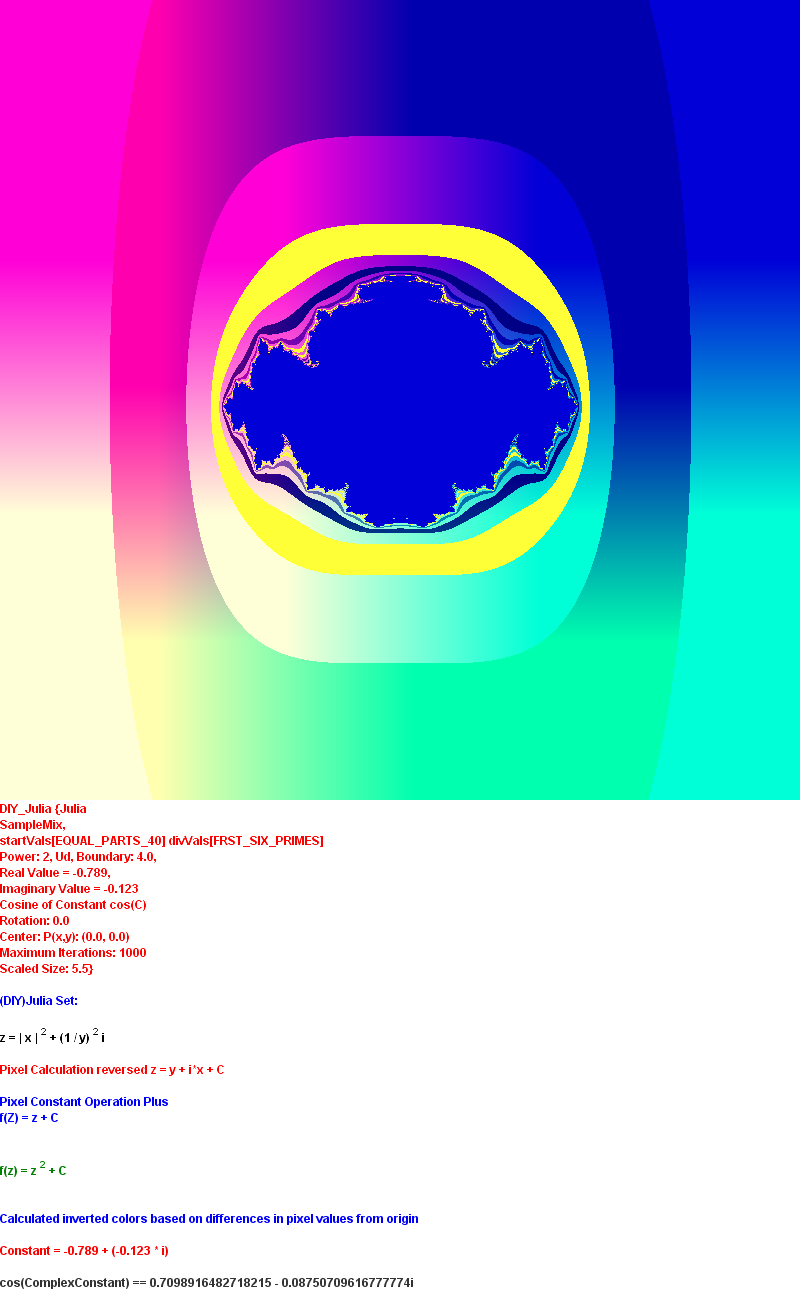 DIY_Julia {Julia
SampleMix,
startVals[EQUAL_PARTS_40] divVals[FRST_SIX_PRIMES]
Power: 2, Ud, Boundary: 4.0,
Real Value = -0.789,
Imaginary Value = -0.123
Cosine of Constant cos(C)
Rotation: 0.0
Center: P(x,y): (0.0, 0.0)
Maximum Iterations: 1000
Scaled Size: 5.5}
(DIY)Julia Set:
z = | x | 2 + (1 / y) 2 i
Pixel Calculation reversed z = y + i*x + C
Pixel Constant Operation Plus
f(Z) = z + C
f(z) = z 2 + C
Calculated inverted colors based on differences in pixel values from origin
Constant = -0.789 + (-0.123 * i)
cos(ComplexConstant) == 0.7098916482718215 - 0.08750709616777774i